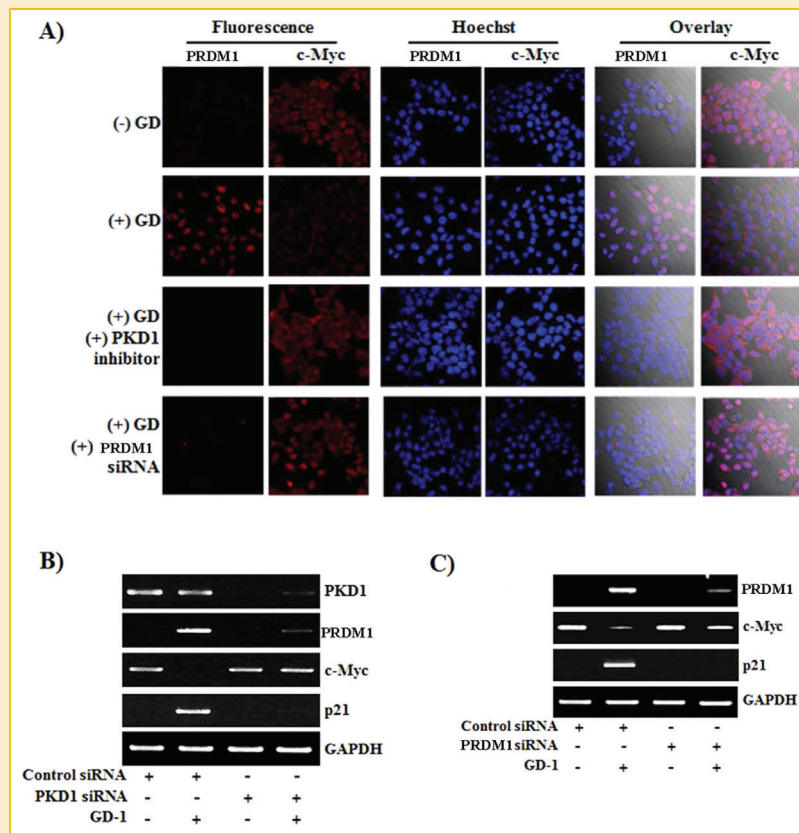 A)
Fluorescence Hoechst Overlay
PRDM1 c-Myc PRDM1 c-Myc PRDM1 c-Myc
(-) GD
(+) GD
(+) GD
(+) PKD1
inhibitor
(+) GD
(+) PRDM1
siRNA
B)
PKD1
PRDM1
c-Myc
p21
GAPDH
Control siRNA + + - -
PKD1 siRNA - - + +
GD-1 - + - +
C)
PRDM1
c-Myc
p21
GAPDH
Control siRNA + + - -
PRDM1 siRNA - - + +
GD-1 - + - +